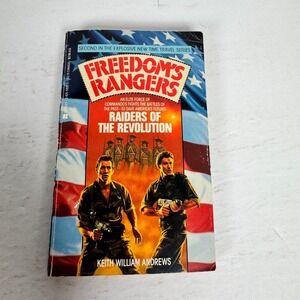 SECOND IN THE EXPLOSIVE NEW TIME TRAVEL SERIES
FREEDOM'S
RANGERS
AN ELITE FORCE OF
COMMANDOS FIGHTS THE BATTLES OF
THE PAST—TO SAVE AMERICA'S FUTURE!
RAIDERS OF
THE REVOLUTION
KEITH WILLIAM ANDREWS